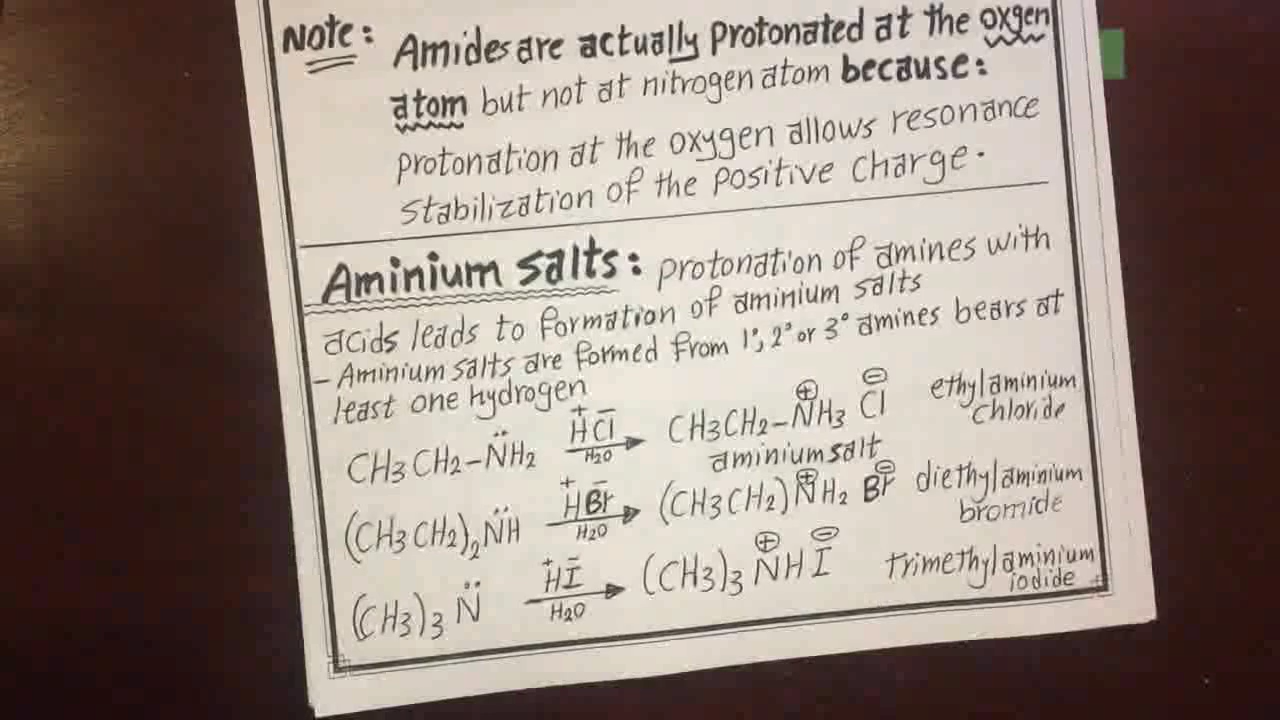 Note: Amides are actually protonated at the oxgen
atom but not at nitrogen atom because:
protonation at the oxygen allows resonance
stabilization of the positive charge.
Aminium salts: protonation of amines with
acids leads to formation of aminium salts
- Aminium salts are formed from 1°, 2° or 3° amines bears at
least one hydrogen
CH3CH2-N̈H2 H⁺Cl⁻ H2O CH3CH2-N⊕H3 Cl⊖ ethylaminium
chloride
aminium salt
(CH3CH2)2N̈H H⁺Br⁻ H2O (CH3CH2)N⊕H2 Br⊖ diethylaminium
bromide
(CH3)3N̈ H⁺I⁻ H2O (CH3)3N⊕HI⊖ trimethylaminium
iodide